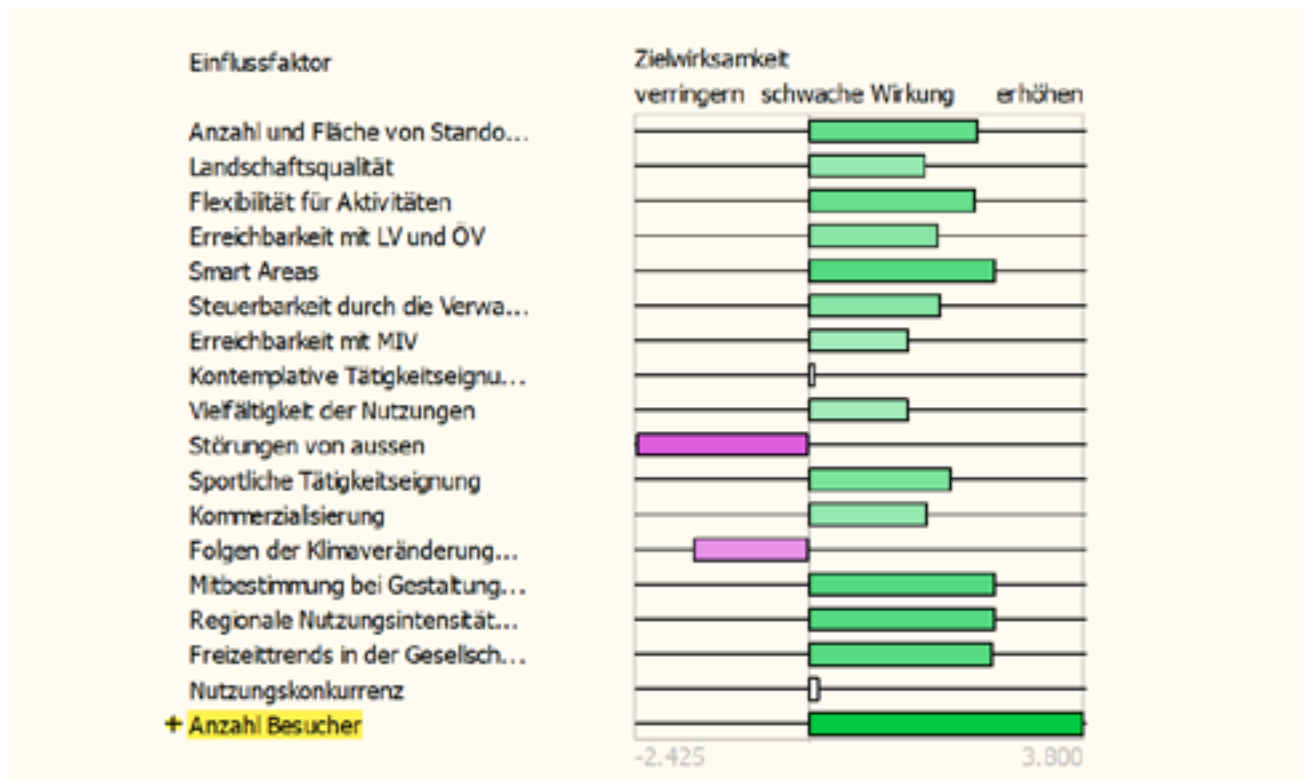 Einflussfaktor
Zielwirksamkeit
verringern schwache Wirkung erhöhen
Anzahl und Fläche von Stando...
Landschaftsqualität
Flexibilität für Aktivitäten
Erreichbarkeit mit LV und ÖV
Smart Areas
Steuerbarkeit durch die Verwa...
Erreichbarkeit mit MIV
Kontemplative Tätigkeitseignu...
Vielfältigkeit der Nutzungen
Störungen von aussen
Sportliche Tätigkeitseignung
Kommerzialisierung
Folgen der Klimaveränderung...
Mitbestimmung bei Gestaltung...
Regionale Nutzungsintensität...
Freizeittrends in der Gesellsch...
Nutzungskonkurrenz
+ Anzahl Besucher
-2.425 3.800